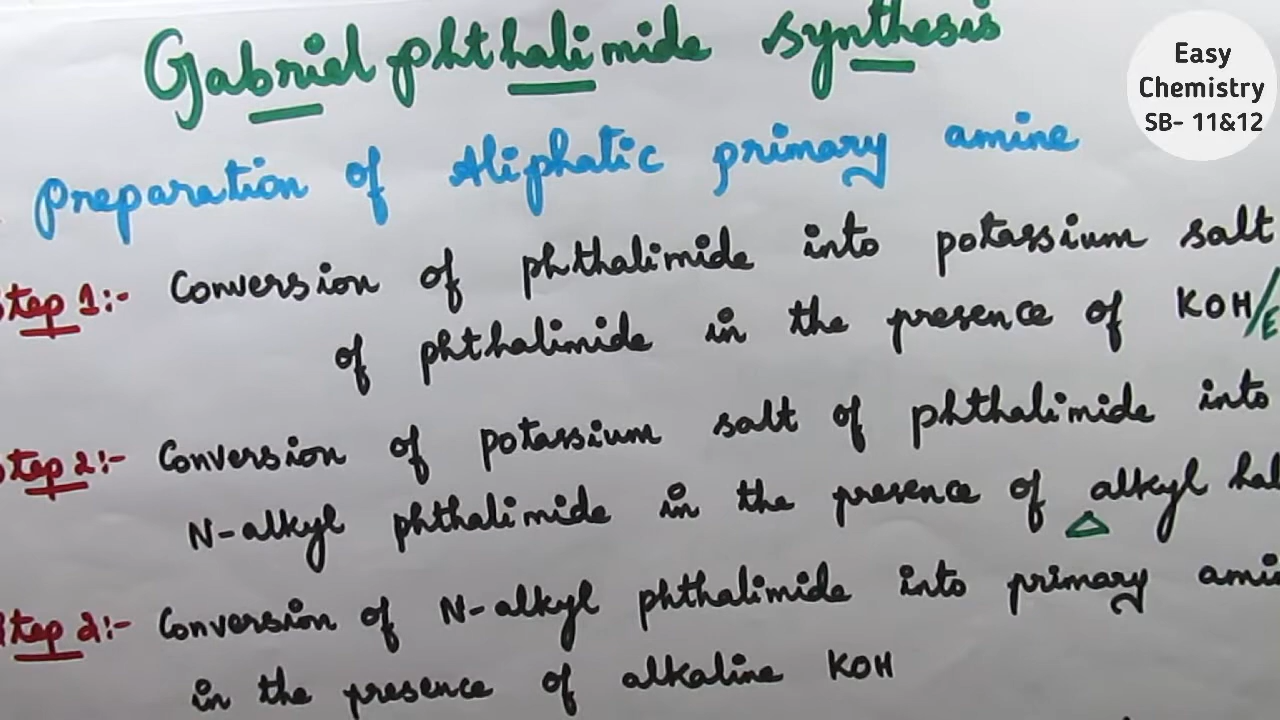 Gabriel phthalimide synthesis
Easy
Chemistry
SB- 11&12
Preparation of Aliphatic primary amine
Step 1:- Conversion of phthalimide into potassium salt
of phthalimide in the presence of KOH/E
Step 2:- Conversion of potassium salt of phthalimide into
N-alkyl phthalimide in the presence of alkyl hal
Step 2:- Conversion of N-alkyl phthalimide into primary amin
in the presence of alkaline KOH